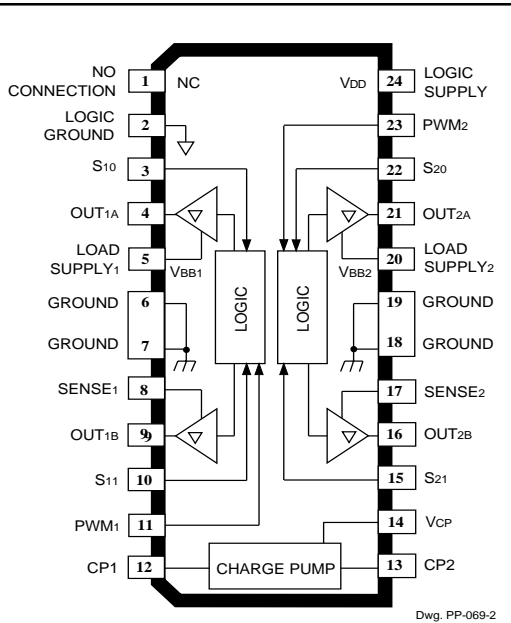 NO
CONNECTION
1
NC
LOGIC
GROUND
2
S10
3
OUT1A
4
LOAD
SUPPLY1
5
VBB1
GROUND
6
GROUND
7
SENSE1
8
OUT1B
9
S11
10
PWM1
11
CP1
12
LOGIC
LOGIC
CHARGE PUMP
VDD
24
LOGIC
SUPPLY
23
PWM2
22
S20
21
OUT2A
VBB2
20
LOAD
SUPPLY2
19
GROUND
18
GROUND
17
SENSE2
16
OUT2B
15
S21
14
VCP
13
CP2
Dwg. PP-069-2